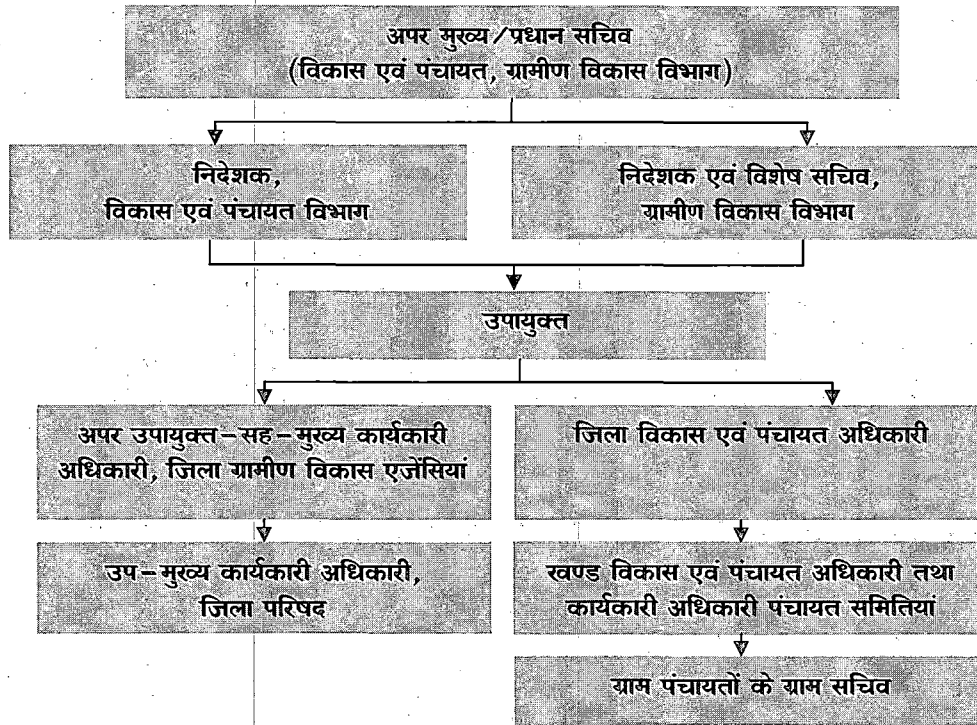 अपर मुख्य/प्रधान सचिव
(विकास एवं पंचायत, ग्रामीण विकास विभाग)
निदेशक,
विकास एवं पंचायत विभाग
निदेशक एवं विशेष सचिव,
ग्रामीण विकास विभाग
उपायुक्त
अपर उपायुक्त-सह-मुख्य कार्यकारी
अधिकारी, जिला ग्रामीण विकास एजेंसियां
जिला विकास एवं पंचायत अधिकारी
उप-मुख्य कार्यकारी अधिकारी,
जिला परिषद
खण्ड विकास एवं पंचायत अधिकारी तथा
कार्यकारी अधिकारी पंचायत समितियां
ग्राम पंचायतों के ग्राम सचिव